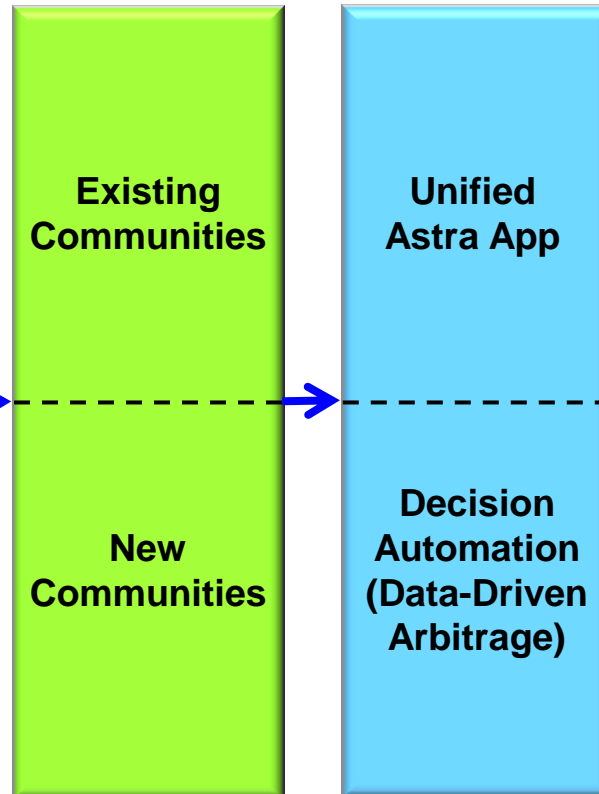 Existing
Communities
New
Communities
Unified
Astra App
Decision
Automation
(Data-Driven
Arbitrage)